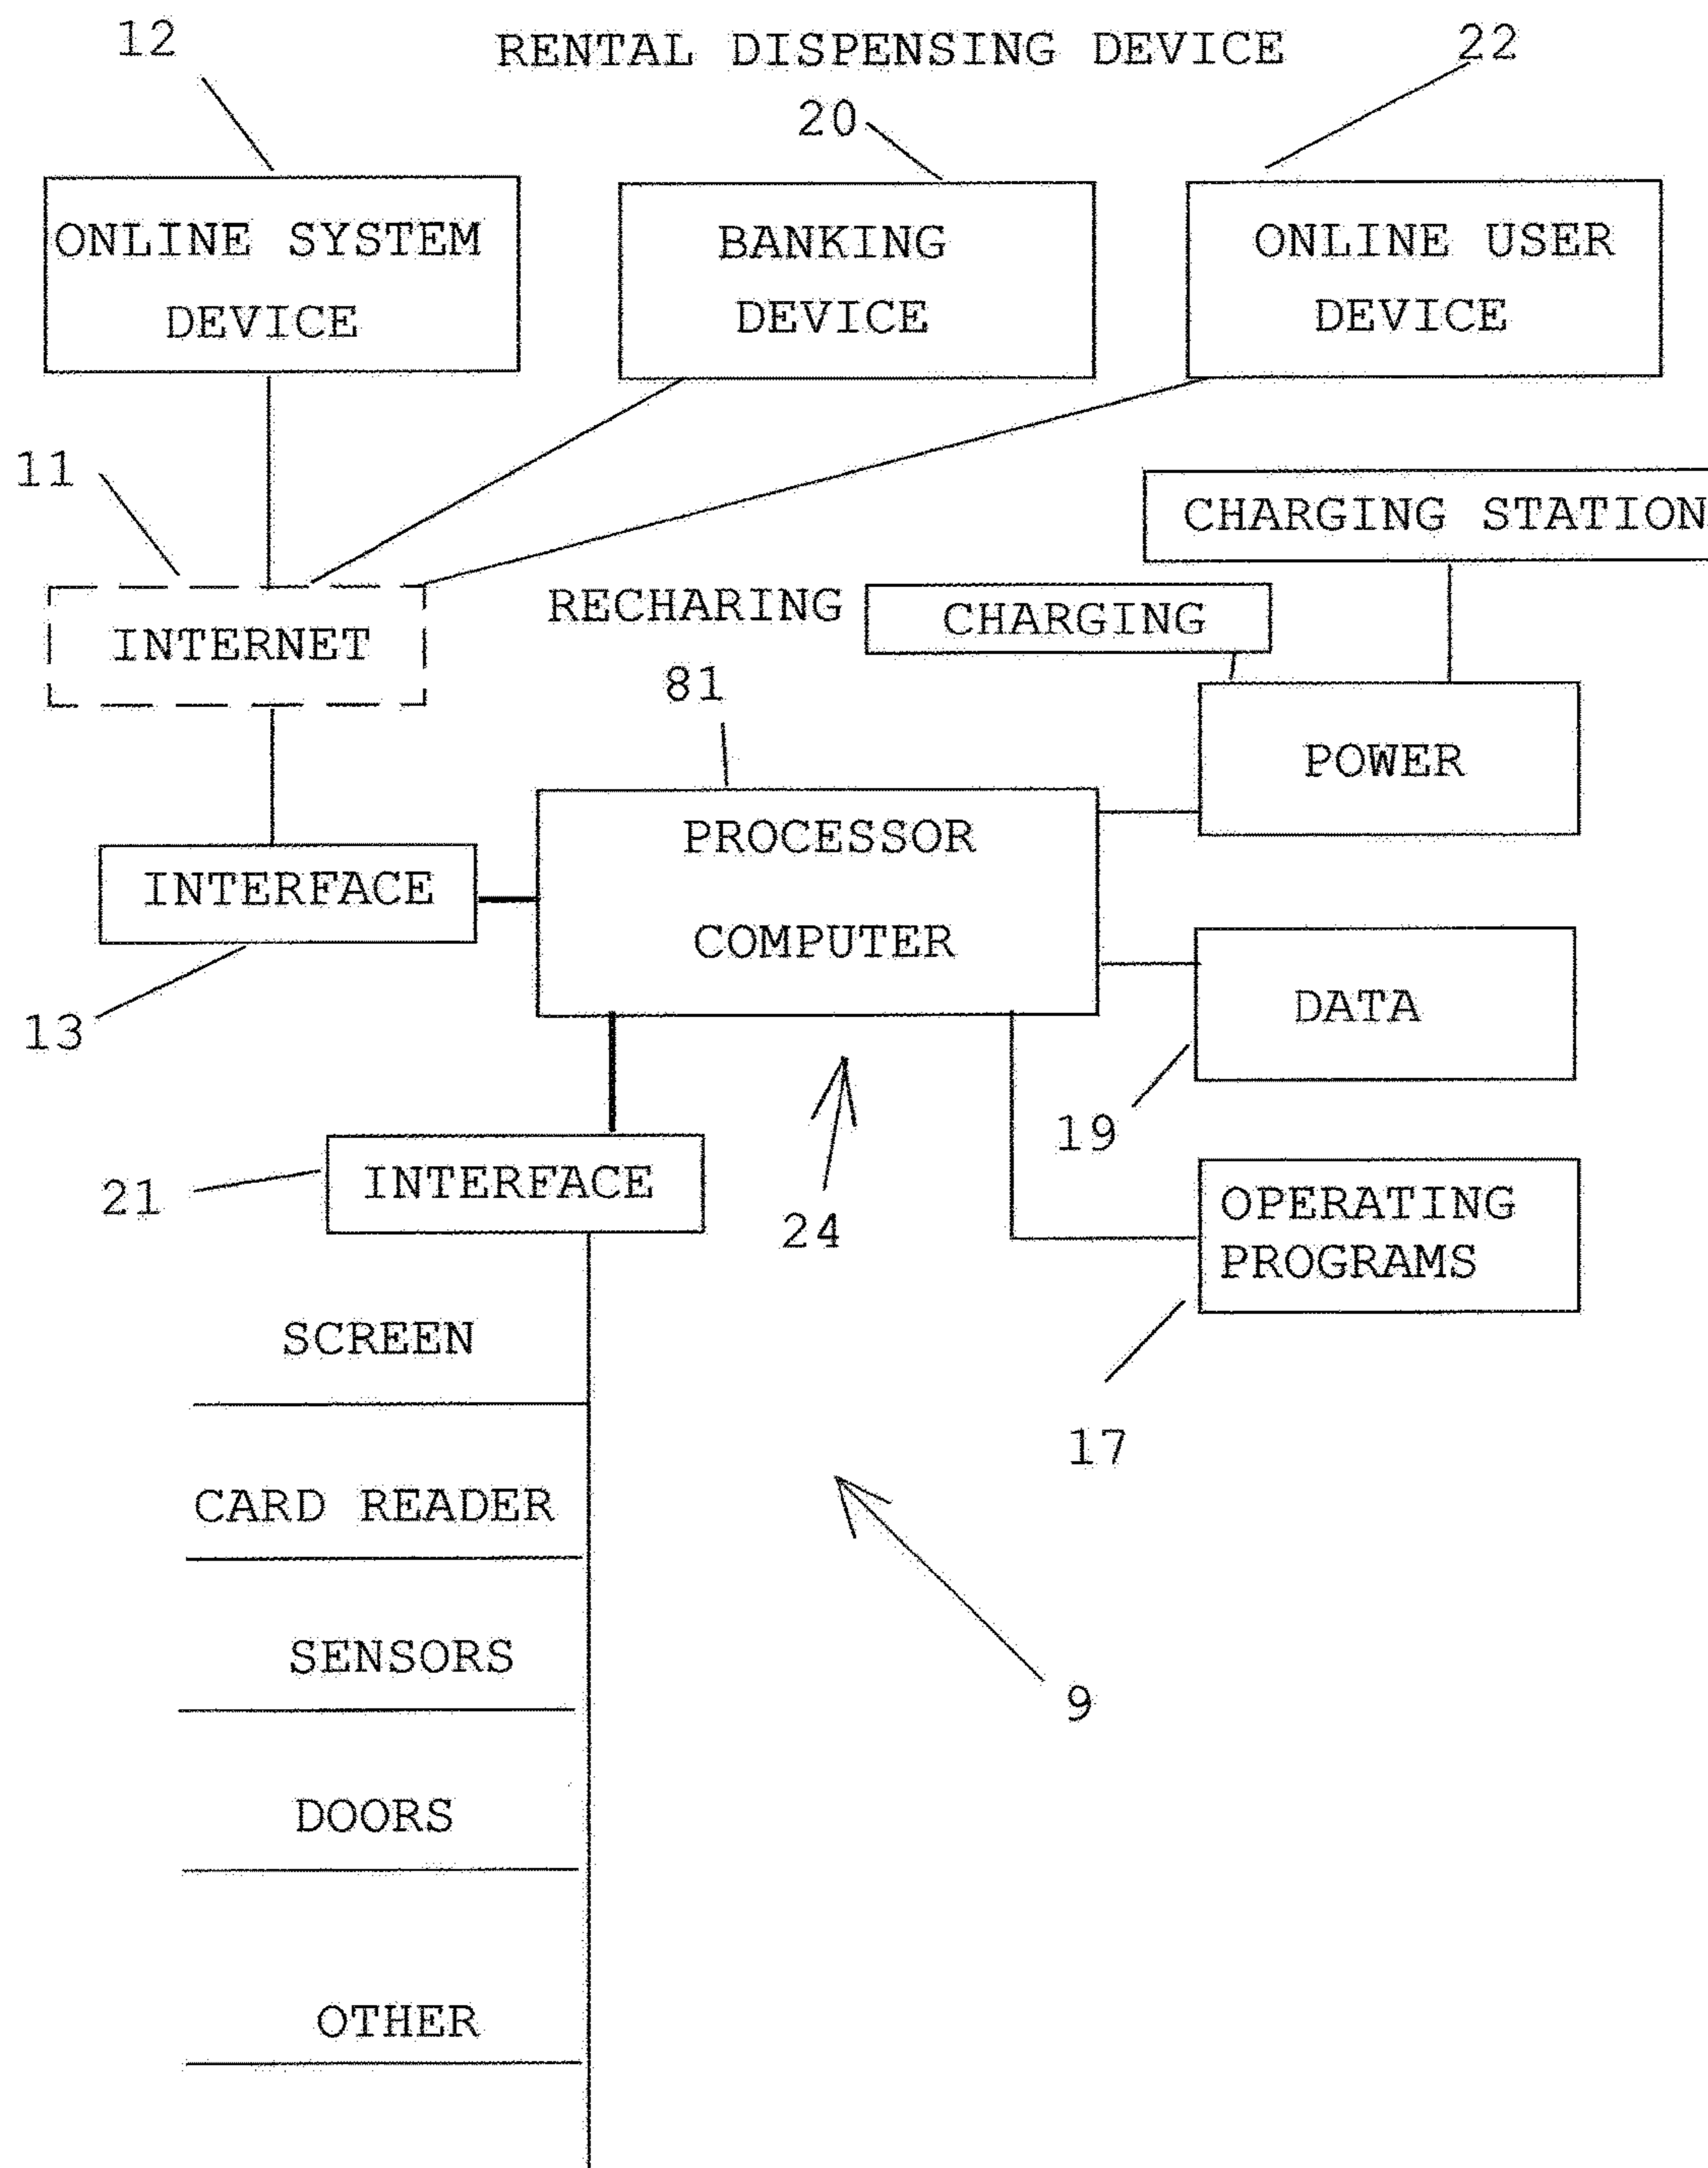 12
RENTAL DISPENSING DEVICE
22
20
ONLINE SYSTEM
DEVICE
BANKING
DEVICE
ONLINE USER
DEVICE
11
CHARGING STATION
INTERNET
RECHARING
CHARGING
81
POWER
PROCESSOR
COMPUTER
INTERFACE
13
DATA
19
INTERFACE
21
24
OPERATING
PROGRAMS
17
SCREEN
CARD READER
SENSORS
9
DOORS
OTHER